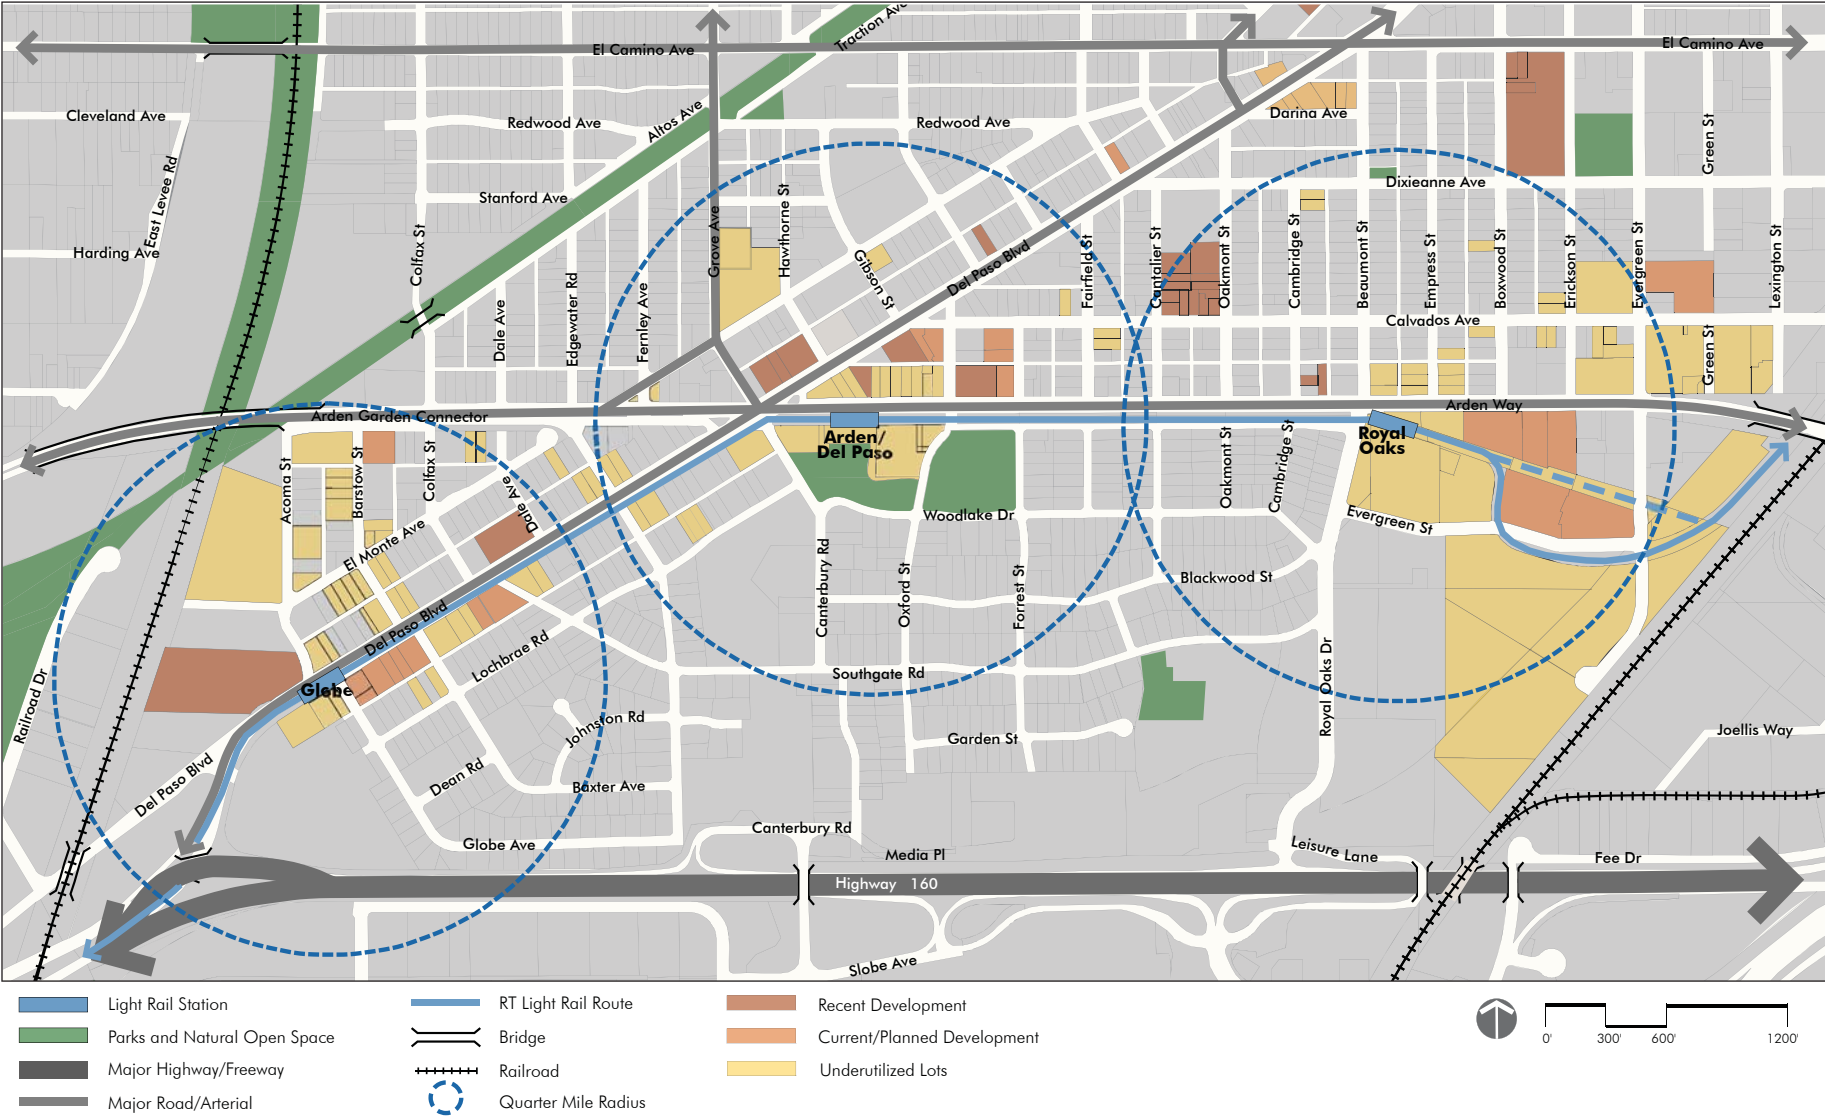 Traction Ave
El Camino Ave
El Camino Ave
Cleveland Ave
Redwood Ave
Altos Ave
Redwood Ave
Darina Ave
Green St
East Levee Rd
Stanford Ave
Dixieanne Ave
Harding Ave
Colfax St
Grove Ave
Hawthorne St
Gibson St
Del Paso Blvd
Fairfield St
Cantalier St
Oakmont St
Cambridge St
Beaumont St
Empress St
Boxwood St
Erickson St
Evergreen St
Lexington St
Dale Ave
Edgewater Rd
Fernley Ave
Calvados Ave
Green St
Arden Garden Connector
Arden Way
Arden/
Del Paso
Royal
Oaks
Acoma St
Barstow St
Colfax St
Dale Ave
Oakmont St
Cambridge St
El Monte Ave
Woodlake Dr
Evergreen St
Canterbury Rd
Oxford St
Forrest St
Blackwood St
Del Paso Blvd
Lochbrae Rd
Southgate Rd
Royal Oaks Dr
Globe
Railroad Dr
Johnston Rd
Garden St
Joellis Way
Del Paso Blvd
Dean Rd
Baxter Ave
Globe Ave
Canterbury Rd
Media Pl
Leisure Lane
Fee Dr
Highway 160
Slobe Ave
Light Rail Station
RT Light Rail Route
Recent Development
Parks and Natural Open Space
Bridge
Current/Planned Development
Major Highway/Freeway
Railroad
Underutilized Lots
Major Road/Arterial
Quarter Mile Radius
0' 300' 600' 1200'